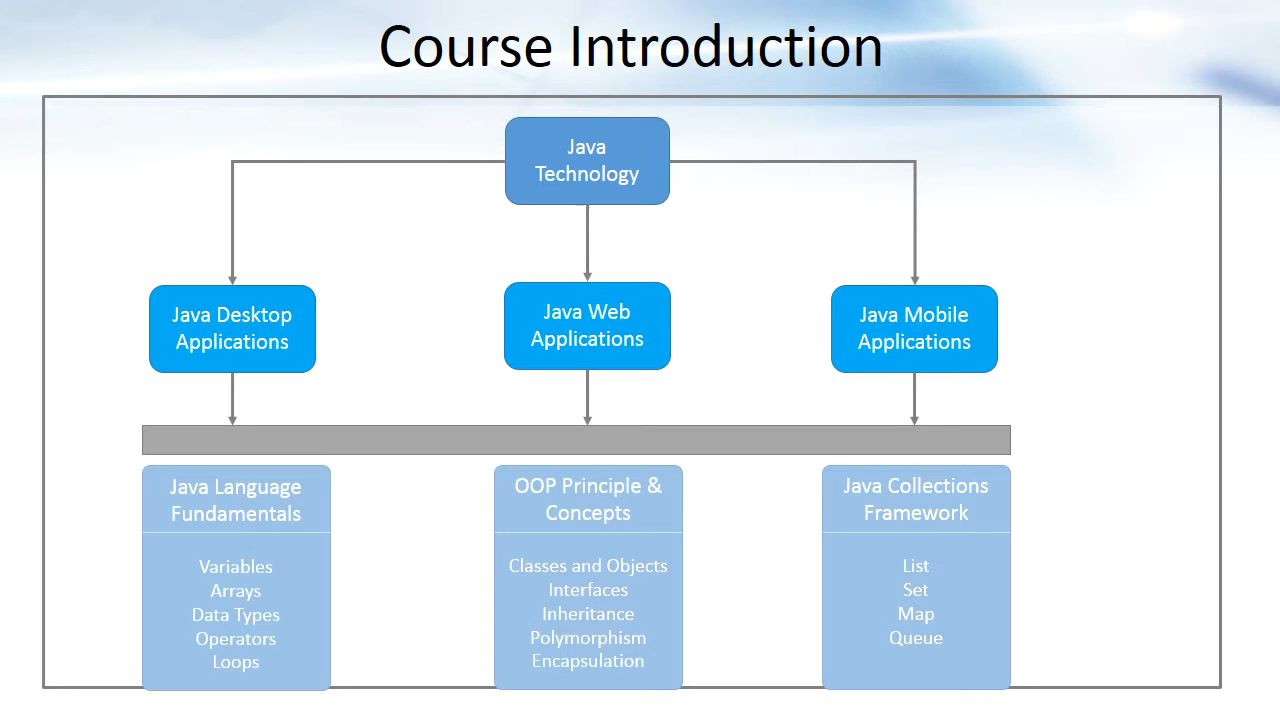 Course Introduction
Java
Technology
Java Desktop
Applications
Java Web
Applications
Java Mobile
Applications
Java Language
Fundamentals
Variables
Arrays
Data Types
Operators
Loops
OOP Principle &
Concepts
Classes and Objects
Interfaces
Inheritance
Polymorphism
Encapsulation
Java Collections
Framework
List
Set
Map
Queue